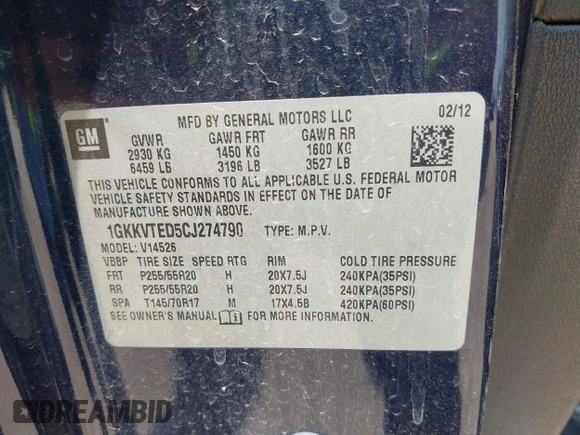 GM
MFD BY GENERAL MOTORS LLC 02/12
GVWR GAWR FRT GAWR RR
2930 KG 1450 KG 1600 KG
6459 LB 3196 LB 3527 LB
THIS VEHICLE CONFORMS TO ALL APPLICABLE U.S. FEDERAL MOTOR
VEHICLE SAFETY STANDARDS IN EFFECT ON THE DATE OF
MANUFACTURE SHOWN ABOVE.
1GKKVTED5CJ274790 TYPE: M.P.V.
MODEL: V14526
VBBP TIRE SIZE SPEED RTG RIM COLD TIRE PRESSURE
FRT P255/55R20 H 20X7.5J 240KPA(35PSI)
RR P255/55R20 H 20X7.5J 240KPA(35PSI)
SPA T145/70R17 M 17X4.5B 420KPA(60PSI)
SEE OWNER'S MANUAL FOR MORE INFORMATION.
DREAMBID